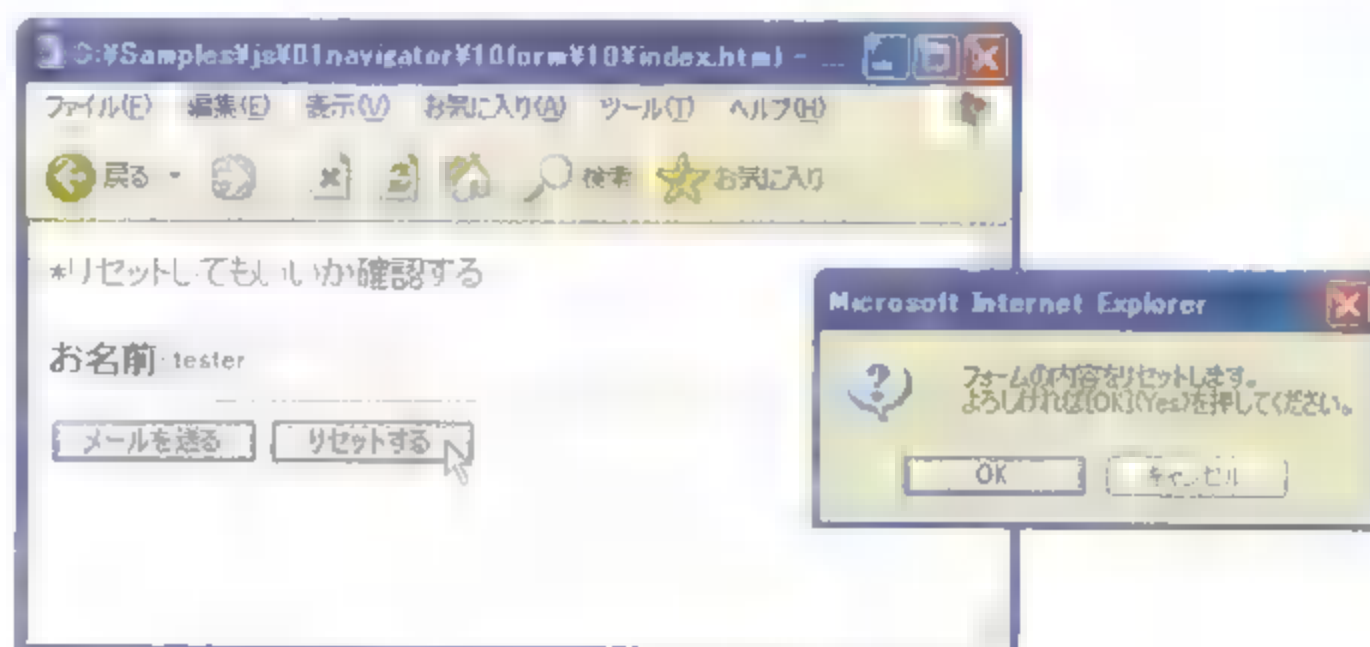 C:¥Samples¥js¥01navigator¥10form¥10¥index.html - ...
ファイル(F) 編集(E) 表示(V) お気に入り(A) ツール(T) ヘルプ(H)
戻る 検索 お気に入り
*リセットしてもいいか確認する
お名前 tester
メールを送る リセットする
Microsoft Internet Explorer
フォームの内容をリセットします。
よろしければ[OK](Yes)を押してください。
OK キャンセル